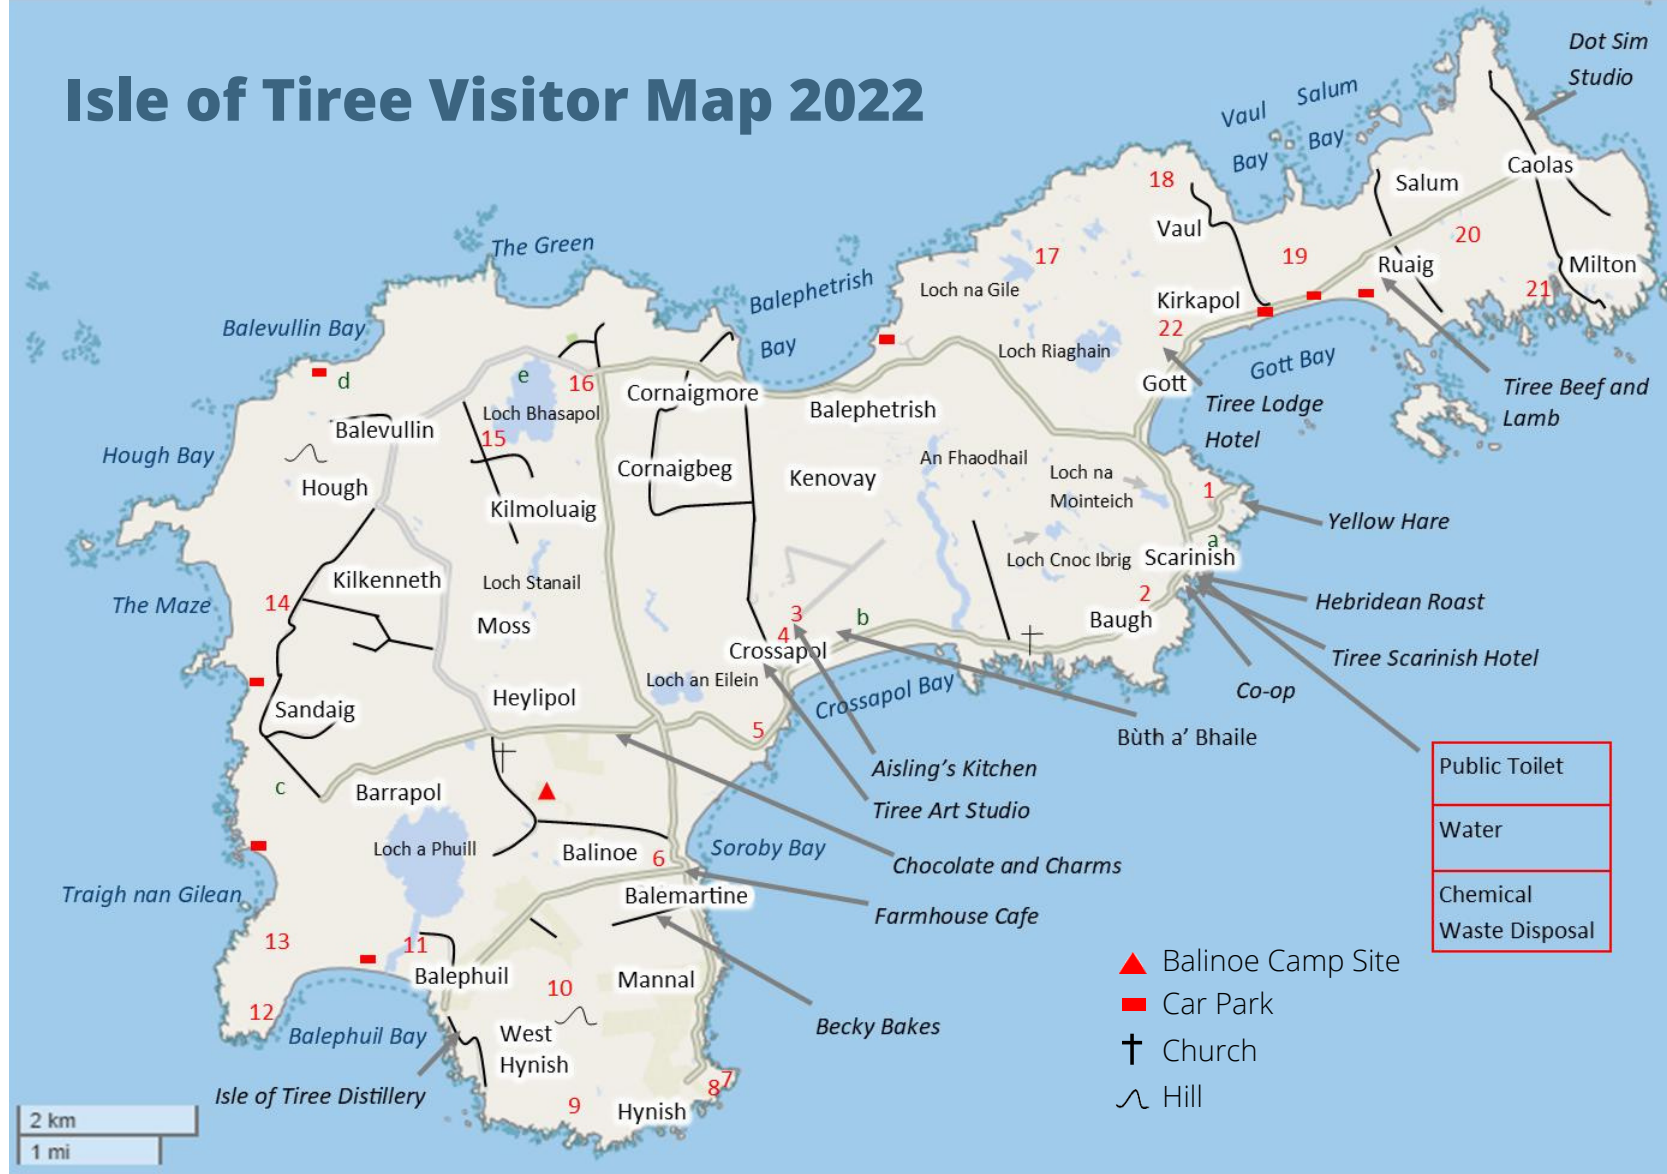 Isle of Tiree Visitor Map 2022
Dot Sim
Studio
Vaul
Bay
Salum
Bay
Caolas
Salum
18
Vaul
20
17
19
Ruaig
Milton
21
The Green
Balephetrish
Bay
Loch na Gile
Kirkapol
22
Balevullin Bay
Loch Riaghain
Gott Bay
Gott
Tiree Beef and
Lamb
Tiree Lodge
Hotel
d
e
16
Cornaigmore
Loch Bhasapol
Balephetrish
Balevullin
15
Hough Bay
Cornaigbeg
Kenovay
An Fhaodhail
Loch na
Mointeich
1
Hough
Kilmoluaig
Yellow Hare
a
Scarinish
Loch Cnoc Ibrig
Kilkenneth
Loch Stanail
The Maze
14
2
Baugh
Hebridean Roast
Moss
3
4
b
Crossapol
Tiree Scarinish Hotel
Loch an Eilein
Crossapol Bay
Co-op
Heylipol
Sandaig
5
Bùth a’ Bhaile
Aisling’s Kitchen
Public Toilet
c
Barrapol
Tiree Art Studio
Water
Loch a Phuill
Balinoe
6
Soroby Bay
Chocolate and Charms
Chemical
Waste Disposal
Traigh nan Gilean
Balemartine
Farmhouse Cafe
13
11
Balephuil
Mannal
10
12
Balephuil Bay
West
Hynish
Becky Bakes
Isle of Tiree Distillery
9
Hynish
8
7
Balinoe Camp Site
Car Park
Church
Hill
2 km
1 mi